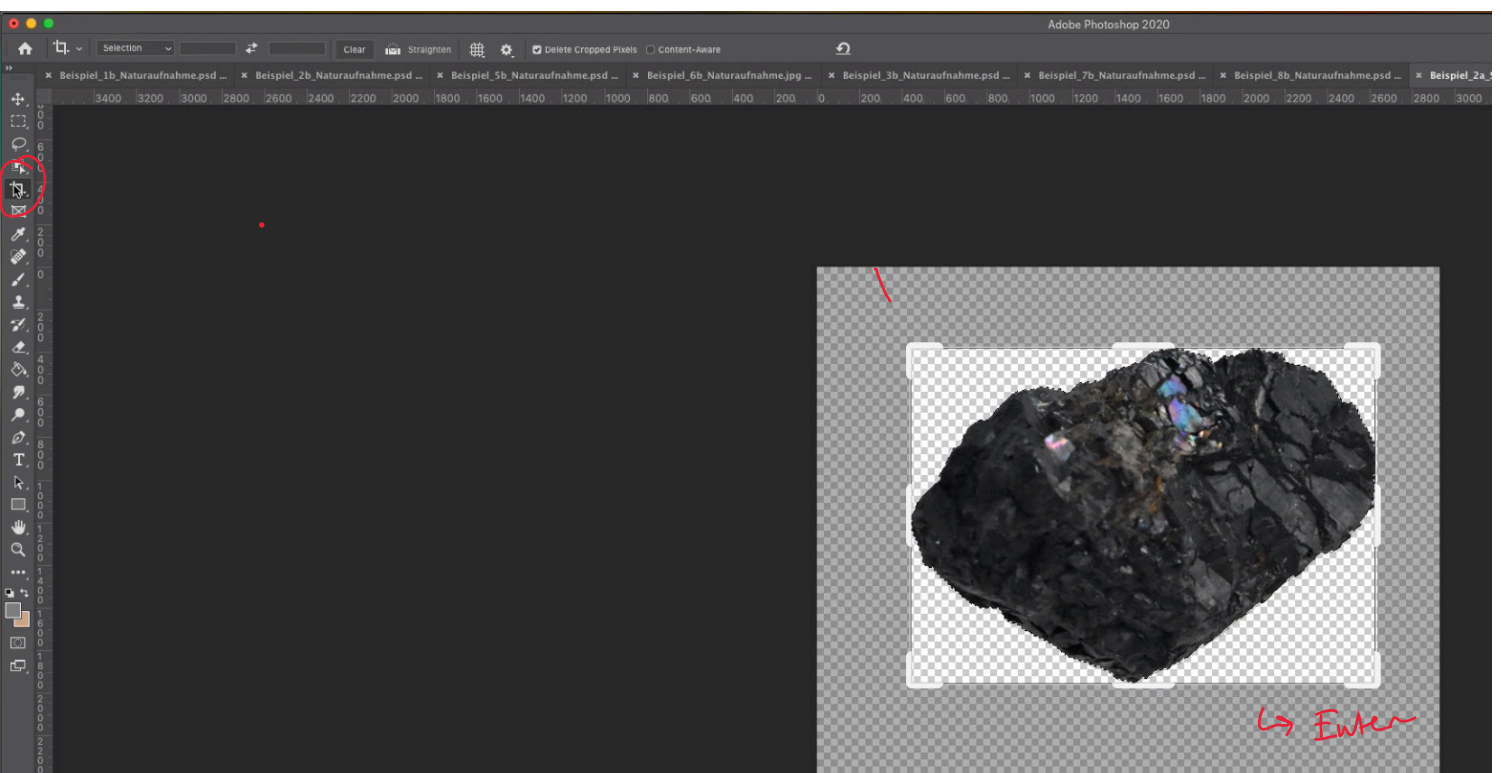 Adobe Photoshop 2020
Selection Clear Straighten Delete Cropped Pixels Content-Aware
× Beispiel_1b_Naturaufnahme.psd ... × Beispiel_2b_Naturaufnahme.psd ... × Beispiel_5b_Naturaufnahme.psd ... × Beispiel_6b_Naturaufnahme.jpg ... × Beispiel_3b_Naturaufnahme.psd ... × Beispiel_7b_Naturaufnahme.psd ... × Beispiel_8b_Naturaufnahme.psd ... × Beispiel_2a_
3400 3200 3000 2800 2600 2400 2200 2000 1800 1600 1400 1200 1000 800 600 400 200 0 200 400 600 800 1000 1200 1400 1600 1800 2000 2200 2400 2600 2800 3000
↳ Enter